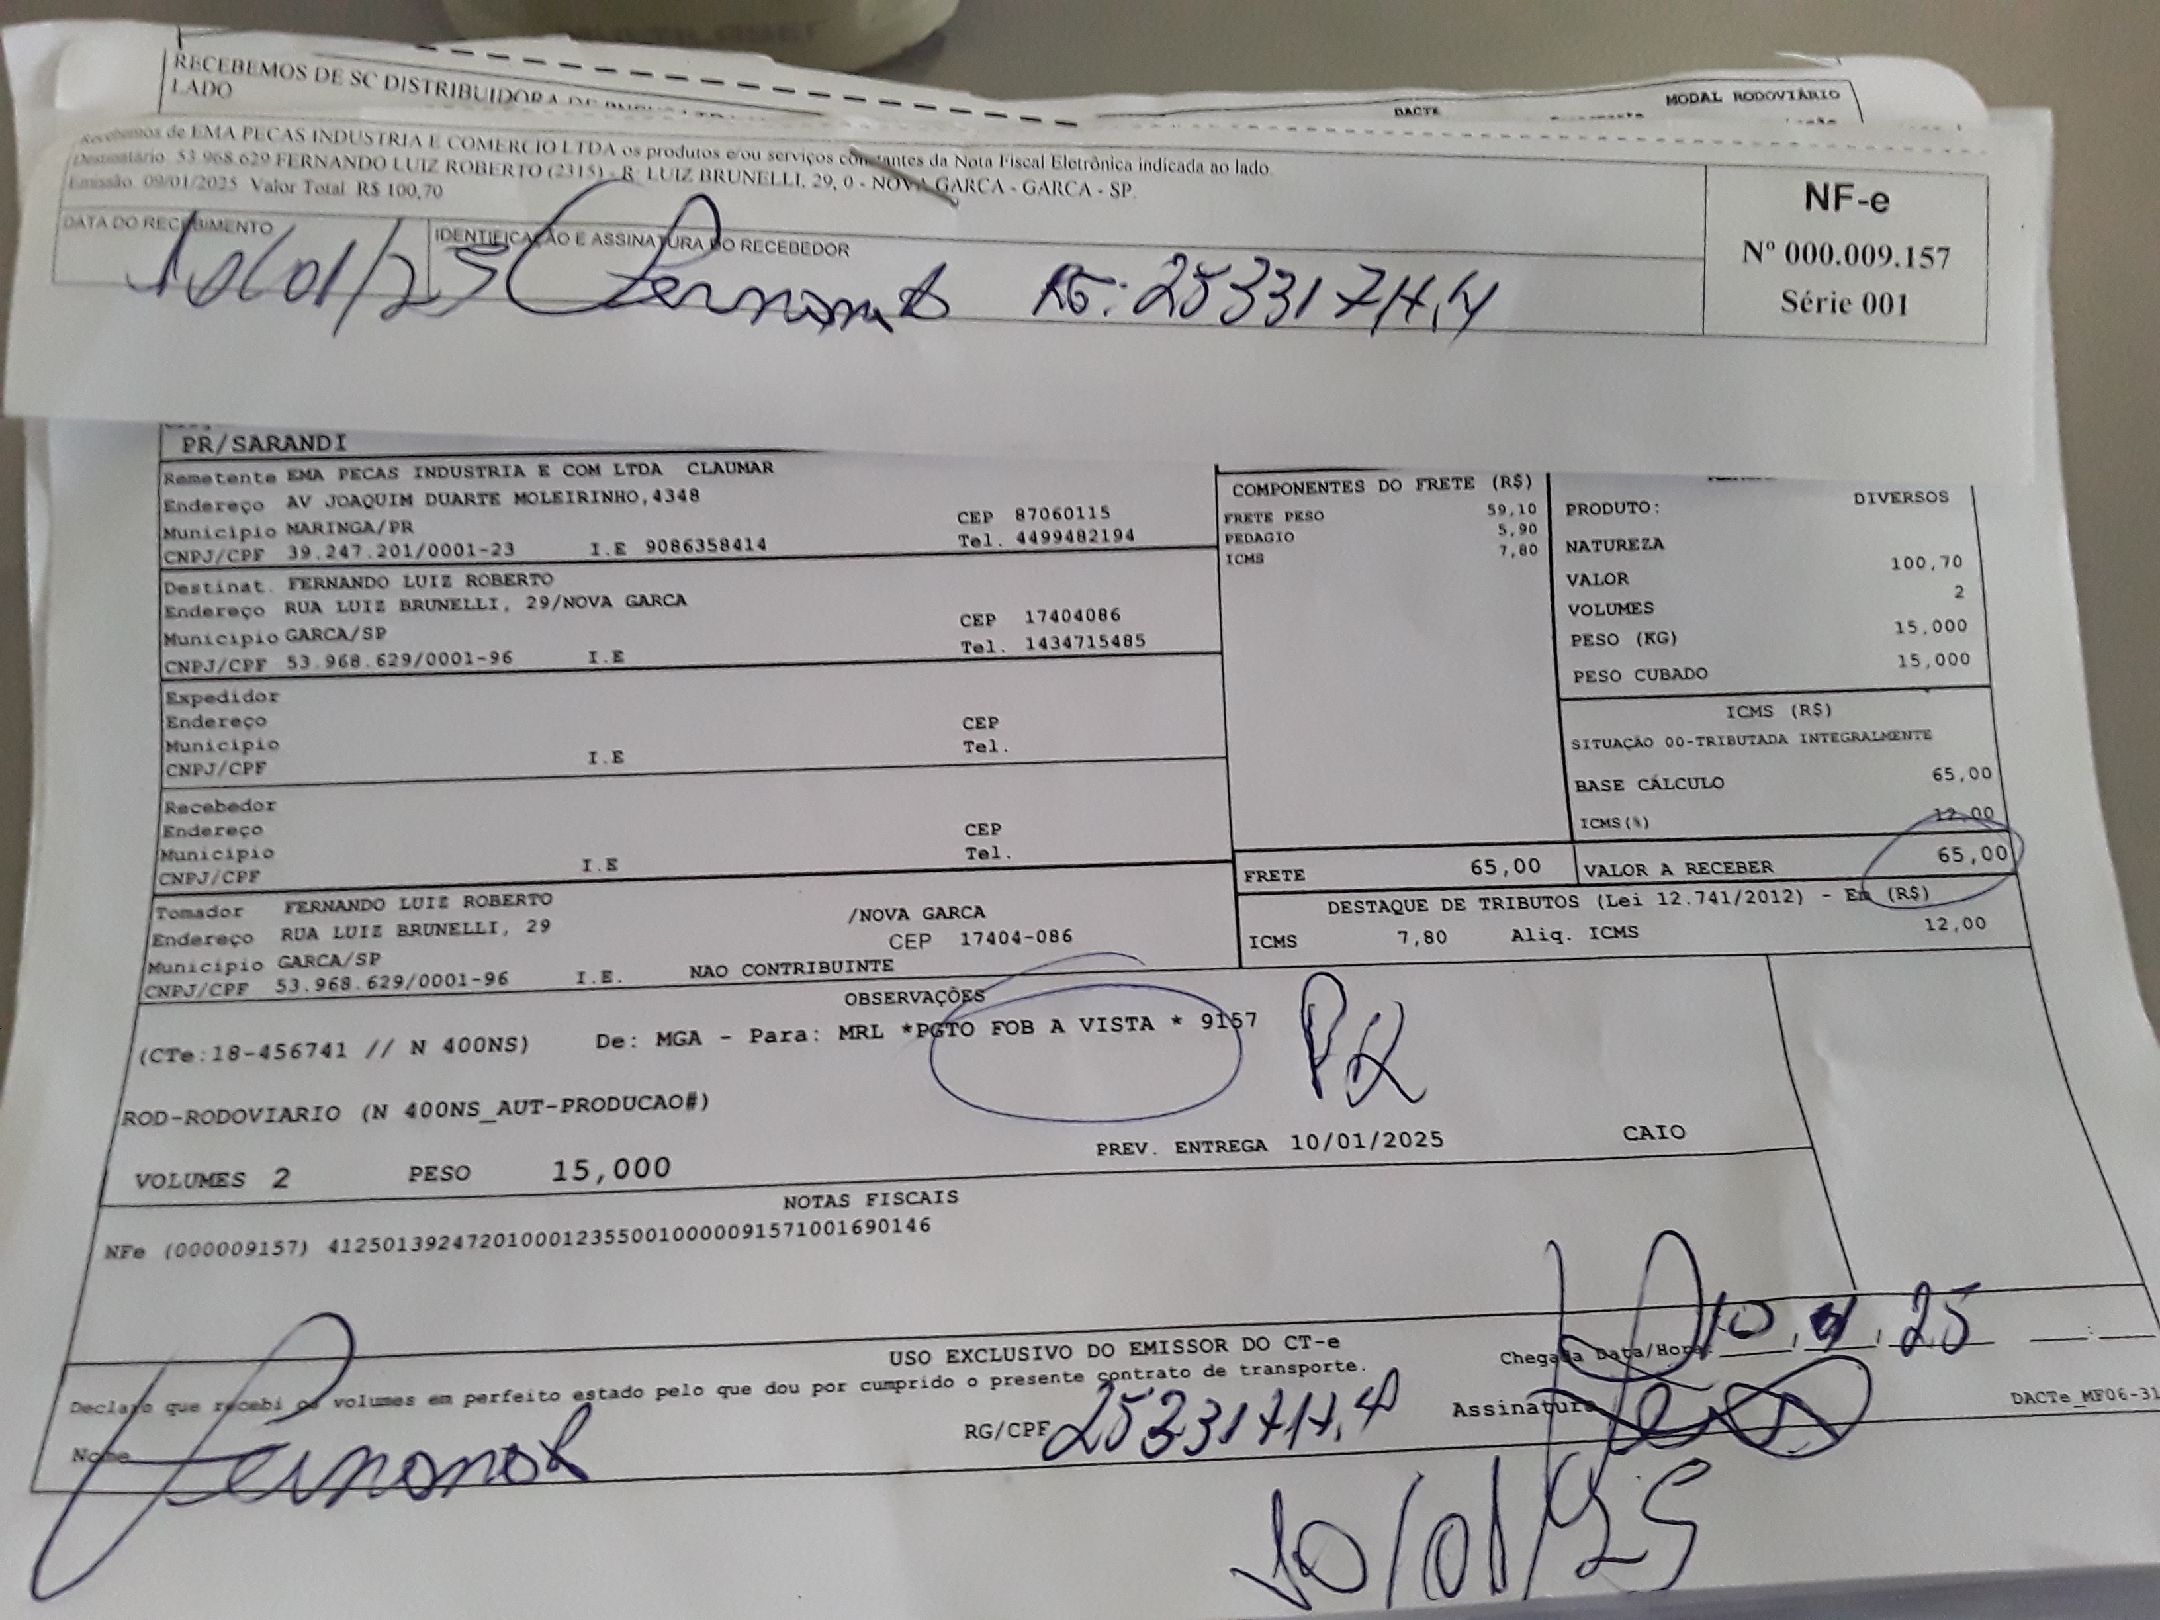 RECEBEMOS DE SC DISTRIBUIDORA DE
LADO
DACTE
MODAL RODOVIÁRIO
Recebemos de EMA PECAS INDUSTRIA E COMERCIO LTDA os produtos e/ou serviços constantes da Nota Fiscal Eletrônica indicada ao lado.
Destinatário: 53.968.629 FERNANDO LUIZ ROBERTO (2315) - R: LUIZ BRUNELLI, 29, 0 - NOVA GARCA - GARCA - SP.
Emissão: 09/01/2025 Valor Total: R$ 100,70
DATA DO RECEBIMENTO
IDENTIFICAÇÃO E ASSINATURA DO RECEBEDOR
10/01/25 Fernando RG: 25331711.4
NF-e
Nº 000.009.157
Série 001
PR/SARANDI
Remetente EMA PECAS INDUSTRIA E COM LTDA CLAUMAR
Endereço AV JOAQUIM DUARTE MOLEIRINHO,4348
Município MARINGA/PR CEP 87060115
CNPJ/CPF 39.247.201/0001-23 I.E 9086358414 Tel. 4499482194
Destinat. FERNANDO LUIZ ROBERTO
Endereço RUA LUIZ BRUNELLI, 29/NOVA GARCA
Município GARCA/SP CEP 17404086
CNPJ/CPF 53.968.629/0001-96 I.E Tel. 1434715485
Expedidor
Endereço
Município CEP
CNPJ/CPF I.E Tel.
Recebedor
Endereço
Município CEP
CNPJ/CPF I.E Tel.
Tomador FERNANDO LUIZ ROBERTO
Endereço RUA LUIZ BRUNELLI, 29 /NOVA GARCA
Município GARCA/SP CEP 17404-086
CNPJ/CPF 53.968.629/0001-96 I.E. NAO CONTRIBUINTE
COMPONENTES DO FRETE (R$)
FRETE PESO 59,10
PEDAGIO 5,90
ICMS 7,80
PRODUTO: DIVERSOS
NATUREZA
VALOR 100,70
VOLUMES 2
PESO (KG) 15,000
PESO CUBADO 15,000
ICMS (R$)
SITUAÇÃO 00-TRIBUTADA INTEGRALMENTE
BASE CÁLCULO 65,00
ICMS(%) 12,00
FRETE 65,00 VALOR A RECEBER 65,00
DESTAQUE DE TRIBUTOS (Lei 12.741/2012) - Em (R$)
ICMS 7,80 Aliq. ICMS 12,00
OBSERVAÇÕES
(CTe:18-456741 // N 400NS) De: MGA - Para: MRL *PGTO FOB A VISTA * 9157
ROD-RODOVIARIO (N 400NS_AUT-PRODUCAO#)
VOLUMES 2 PESO 15,000 PREV. ENTREGA 10/01/2025 CAIO
NOTAS FISCAIS
NFe (000009157) 41250139247201000123550010000091571001690146
USO EXCLUSIVO DO EMISSOR DO CT-e
Declaro que recebi os volumes em perfeito estado pelo que dou por cumprido o presente contrato de transporte.
Chegada Data/Hora: 10, 01, 25
Nome Fernando RG/CPF 25331711.4 Assinatura
DACTe_MF06-31
10/01/25